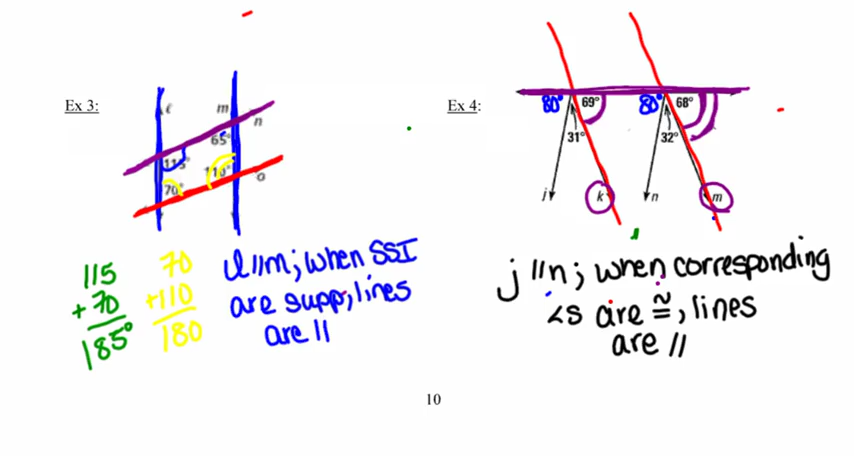 Ex 3:
ℓ
m
n
65°
115°
110°
70°
o
115
+70
185°
70
+110
180
ℓ//m; when SSI
are supp, lines
are //
Ex 4:
80°
69°
80°
68°
31°
32°
j
k
n
m
j//n; when corresponding
∠s are ≅, lines
are //
10